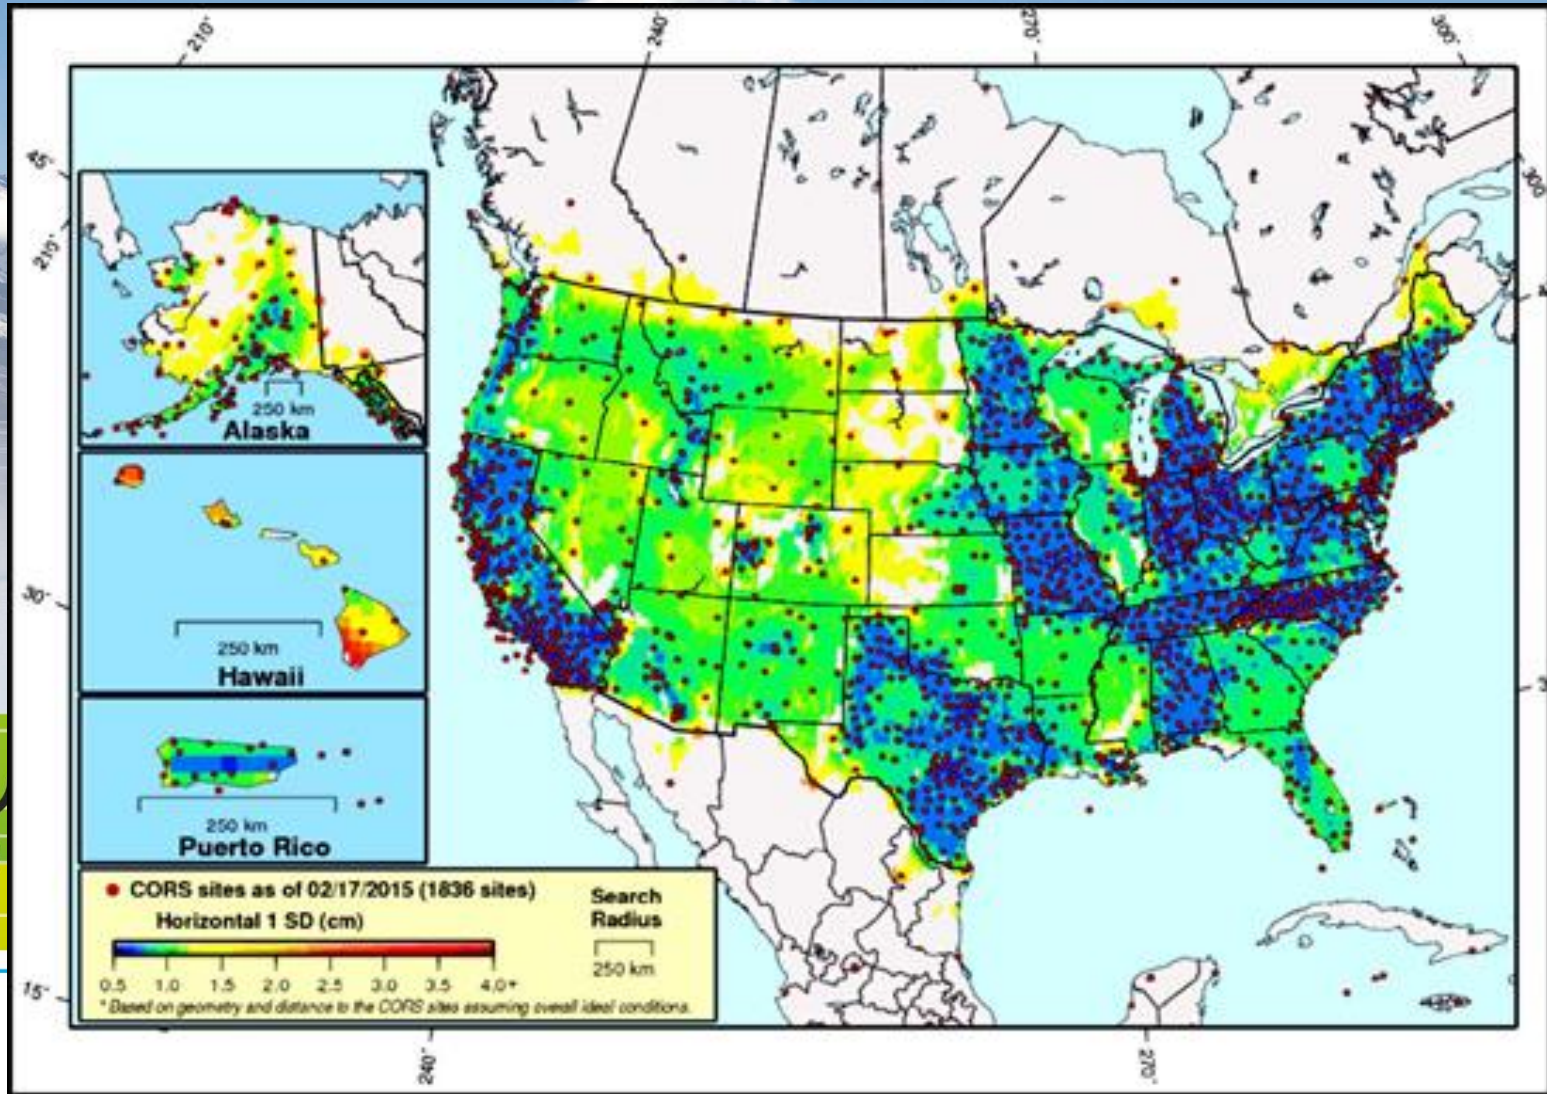 210°
240°
270°
300°
45°
210°
300
250 km
Alaska
250 km
Hawaii
30°
250 km
Puerto Rico
CORS sites as of 02/17/2015 (1836 sites)
Horizontal 1 SD (cm)
Search
Radius
250 km
0.5 1.0 1.5 2.0 3.0 3.5 4.0+
* Based on geometry and distance to the CORS sites assuming overall ideal conditions.
15°
240°
270°